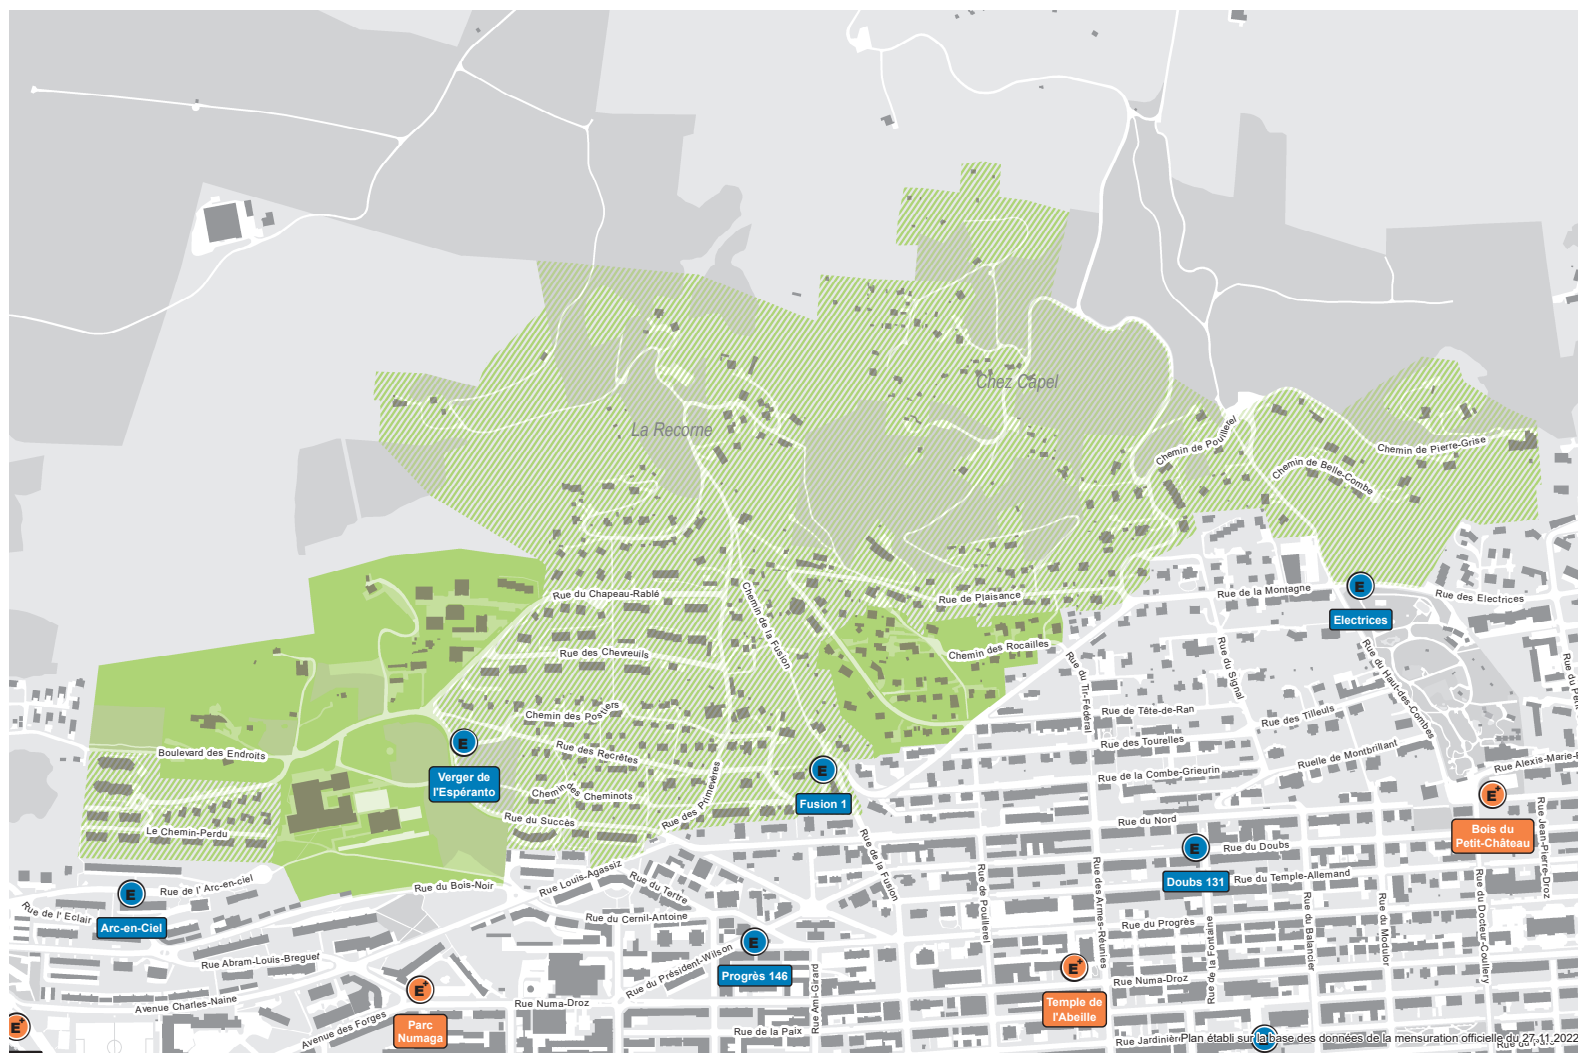 Chez Capel
La Recorne
Chemin de Pouillerel
Chemin de Pierre-Grise
Chemin de Belle-Combe
Rue du Chapeau-Rablé
Rue de Plaisance
Rue de la Montagne
Rue des Electrices
E
Electrices
Chemin de la Fusion
Rue des Chevreuils
Chemin des Rocailles
Rue du Tir-Fédéral
Rue du Signal
Rue du Haut-des-Combes
Chemin des Postiers
Rue de Tête-de-Ran
Rue des Tilleuls
Boulevard des Endroits
E
Verger de
l'Espéranto
Rue des Recrêtes
Rue des Tourelles
Ruelle de Montbrillant
Rue Alexis-Marie-
E
Fusion 1
Rue de la Combe-Grieurin
Chemin des Cheminots
Rue des Primevères
E+
Bois du
Petit-Château
Rue du Succès
Le Chemin-Perdu
Rue du Nord
Rue Jean-Pierre-Droz
E
Doubs 131
Rue du Doubs
Rue de la Fusion
Rue de l' Arc-en-ciel
Rue du Bois-Noir
Rue Louis-Agassiz
Rue du Tertre
Rue de Pouillerel
Rue des Armes-Réunies
Rue du Temple-Allemand
E
Arc-en-Ciel
Rue de l' Eclair
Rue du Cernil-Antoine
Rue du Progrès
Rue de la Fontaine
Rue du Balancier
Rue du Modulor
Rue du Docteur-Coullery
E
Progrès 146
Rue Abram-Louis-Breguet
Rue du Président-Wilson
E+
Temple de
l'Abeille
Rue Numa-Droz
E+
Parc
Numaga
Avenue Charles-Naine
Rue Numa-Droz
Rue Ami-Girard
E+
Avenue des Forges
Rue de la Paix
Rue Jardinière
Plan établi sur la base des données de la mensuration officielle du 27.11.2022